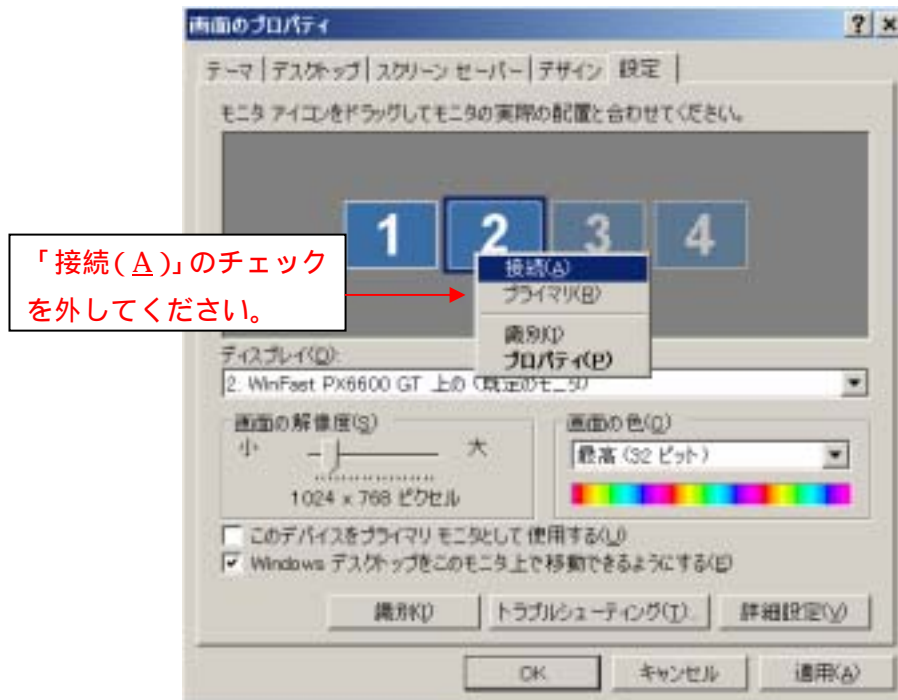 画面のプロパティ
テーマ デスクトップ スクリーン セーバー デザイン 設定
モニタ アイコンをドラッグしてモニタの実際の配置と合わせてください。
1 2 3 4
「接続(A)」のチェック
を外してください。
接続(A)
プライマリ(R)
識別(I)
プロパティ(P)
ディスプレイ(D):
2. WinFast PX6600 GT 上の (既定のモニタ)
画面の解像度(S)
小 大
1024 x 768 ピクセル
画面の色(C)
最高 (32 ビット)
このデバイスをプライマリ モニタとして使用する(U)
Windows デスクトップをこのモニタ上で移動できるようにする(E)
識別(I) トラブルシューティング(T)... 詳細設定(V)
OK キャンセル 適用(A)